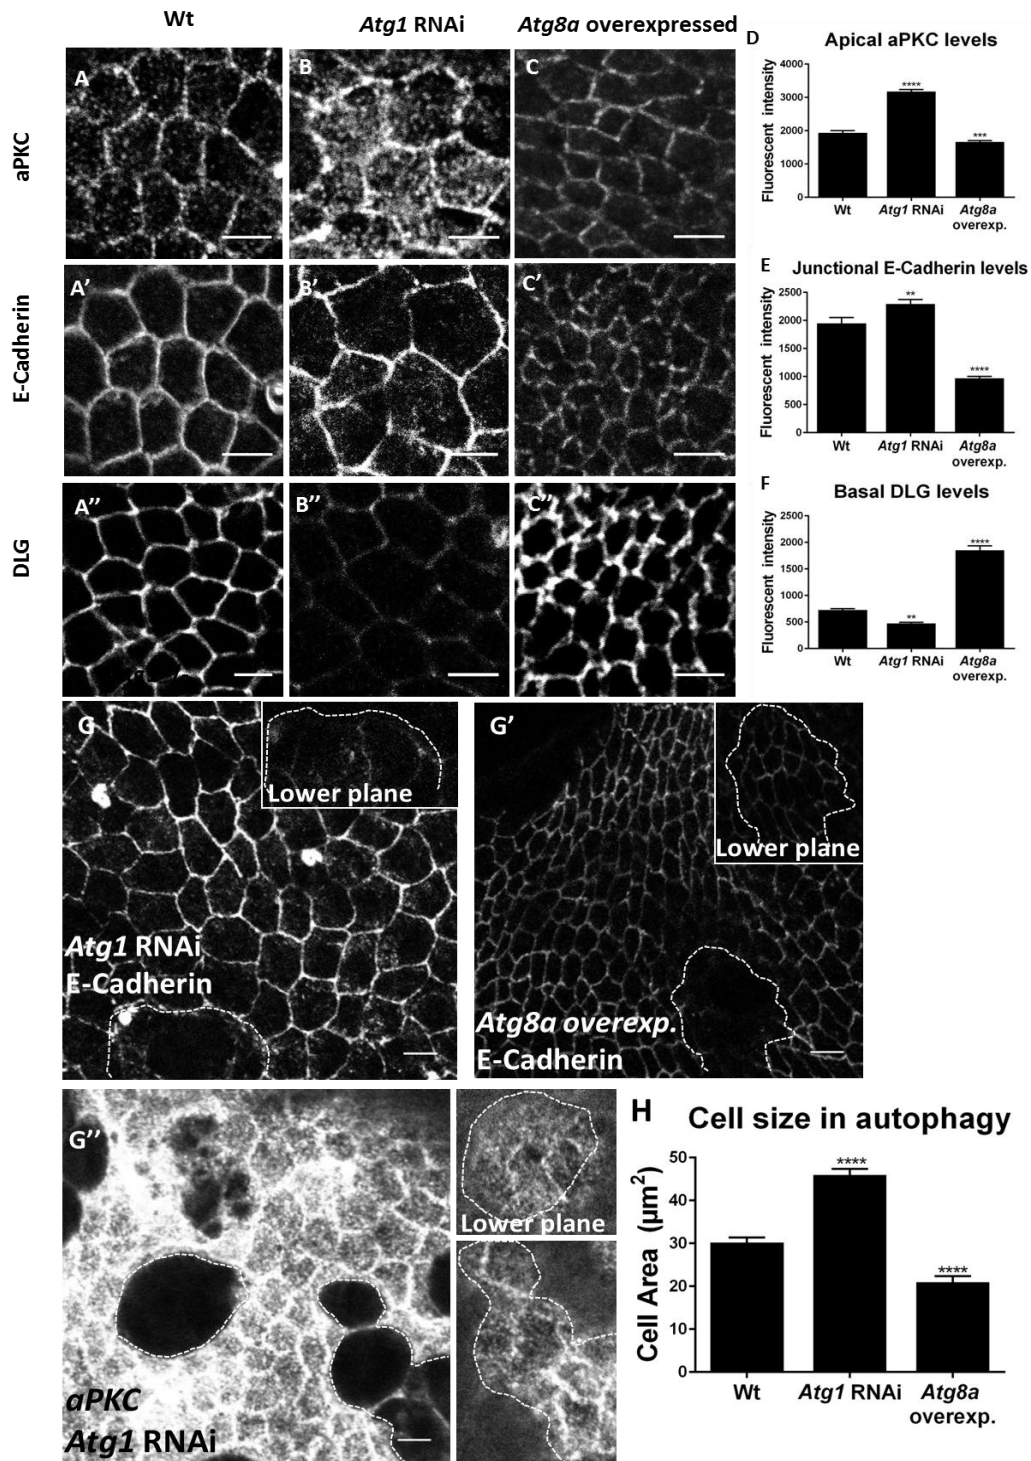 Wt
Atg1 RNAi
Atg8a overexpressed
aPKC
A
B
C
E-Cadherin
A'
B'
C'
DLG
A''
B''
C''
D
Apical aPKC levels
Fluorescent intensity
4000
3000
2000
1000
0
****
***
Wt
Atg1 RNAi
Atg8a
overexp.
E
Junctional E-Cadherin levels
Fluorescent intensity
2500
2000
1500
1000
500
0
**
****
Wt
Atg1 RNAi
Atg8a
overexp.
F
Basal DLG levels
Fluorescent intensity
2500
2000
1500
1000
500
0
**
****
Wt
Atg1 RNAi
Atg8a
overexp.
G
Lower plane
Atg1 RNAi
E-Cadherin
G'
Lower plane
Atg8a overexp.
E-Cadherin
G''
aPKC
Atg1 RNAi
Lower plane
H
Cell size in autophagy
Cell Area (µm²)
50
40
30
20
10
0
****
****
Wt
Atg1 RNAi
Atg8a
overexp.